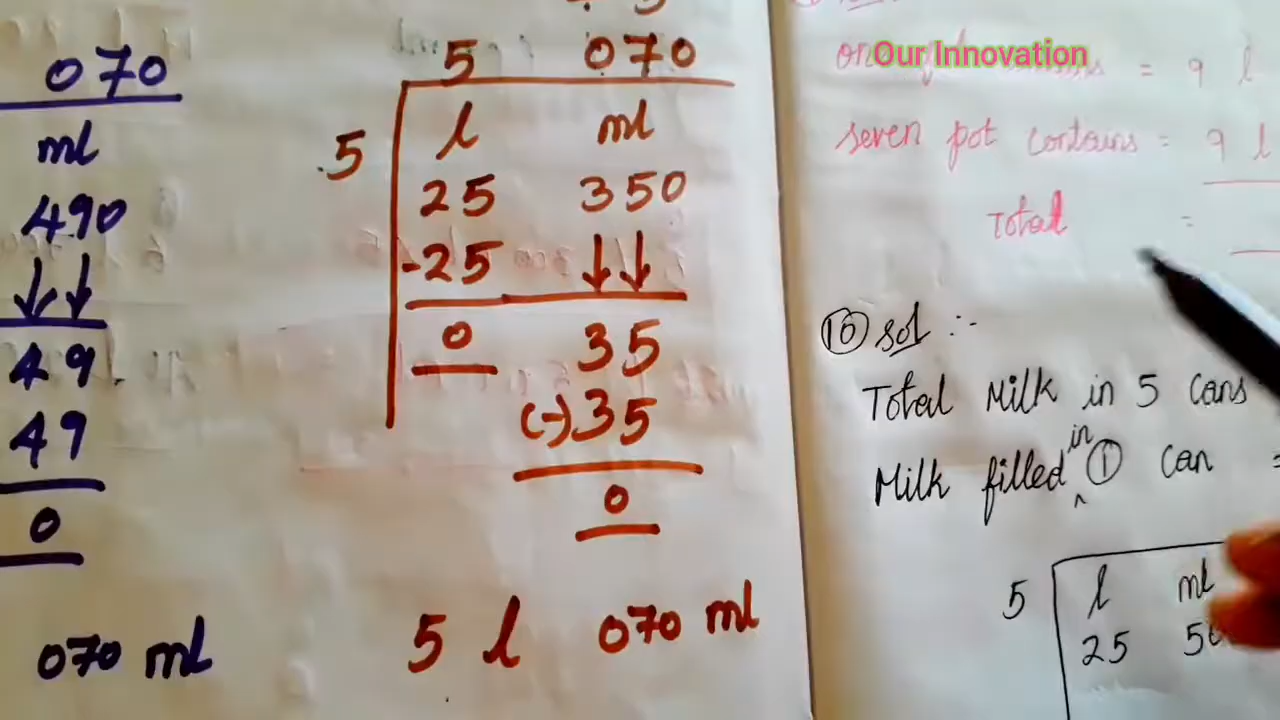 070
ml
490
49
49
0
070 ml
5 070
5 l ml
25 350
-25
0 35
(-)35
0
5 l 070 ml
Our Innovation
= 9 l
seven pot contains = 9 l
Total =
10 sol :-
Total Milk in 5 cans
Milk filled in 1 can =
5 l ml
25